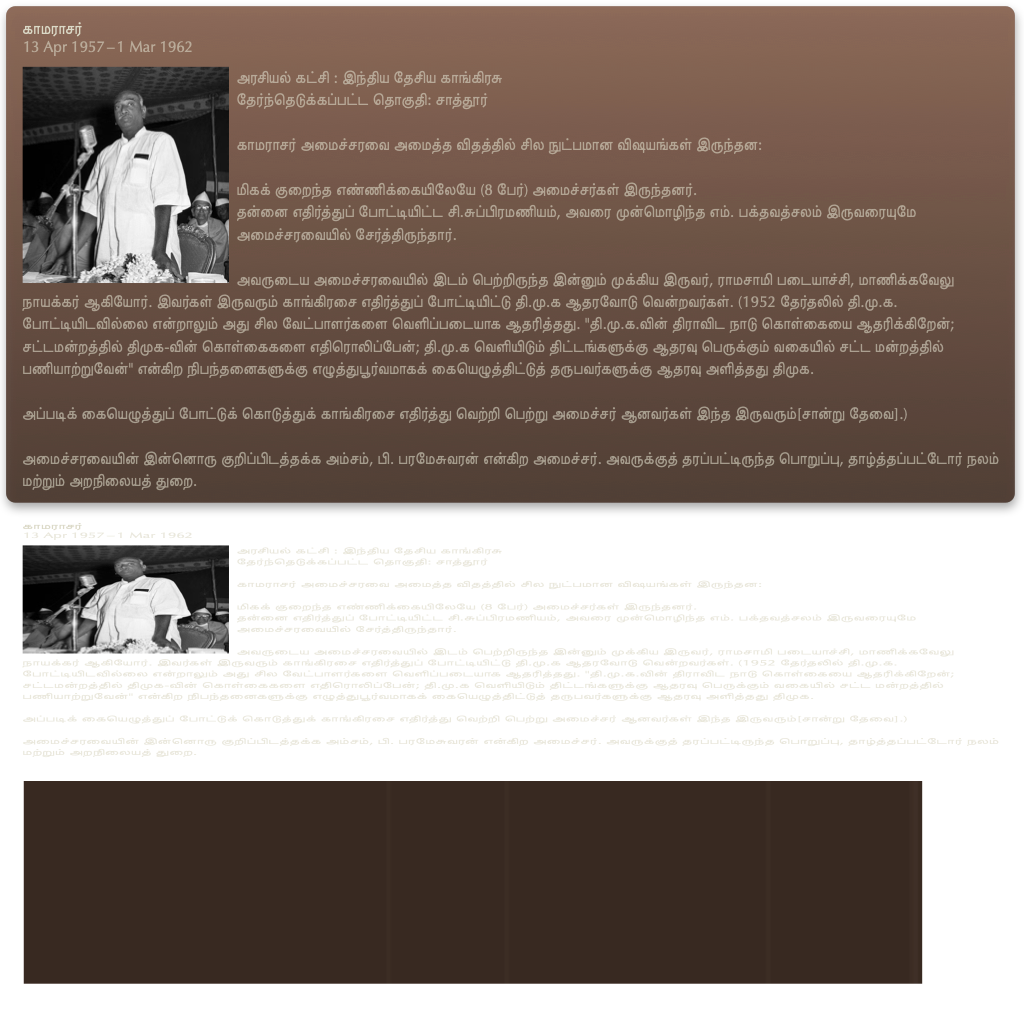 காமராசர்
13 Apr 1957 – 1 Mar 1962
அரசியல் கட்சி : இந்திய தேசிய காங்கிரசு
தேர்ந்தெடுக்கப்பட்ட தொகுதி: சாத்தூர்
காமராசர் அமைச்சரவை அமைத்த விதத்தில் சில நுட்பமான விஷயங்கள் இருந்தன:
மிகக் குறைந்த எண்ணிக்கையிலேயே (8 பேர்) அமைச்சர்கள் இருந்தனர்.
தன்னை எதிர்த்துப் போட்டியிட்ட சி.சுப்பிரமணியம், அவரை முன்மொழிந்த எம். பக்தவத்சலம் இருவரையுமே
அமைச்சரவையில் சேர்த்திருந்தார்.
அவருடைய அமைச்சரவையில் இடம் பெற்றிருந்த இன்னும் முக்கிய இருவர், ராமசாமி படையாச்சி, மாணிக்கவேலு
நாயக்கர் ஆகியோர். இவர்கள் இருவரும் காங்கிரசை எதிர்த்துப் போட்டியிட்டு தி.மு.க ஆதரவோடு வென்றவர்கள். (1952 தேர்தலில் தி.மு.க.
போட்டியிடவில்லை என்றாலும் அது சில வேட்பாளர்களை வெளிப்படையாக ஆதரித்தது. "தி.மு.க.வின் திராவிட நாடு கொள்கையை ஆதரிக்கிறேன்;
சட்டமன்றத்தில் திமுக-வின் கொள்கைகளை எதிரொலிப்பேன்; தி.மு.க வெளியிடும் திட்டங்களுக்கு ஆதரவு பெருக்கும் வகையில் சட்ட மன்றத்தில்
பணியாற்றுவேன்" என்கிற நிபந்தனைகளுக்கு எழுத்துபூர்வமாகக் கையெழுத்திட்டுத் தருபவர்களுக்கு ஆதரவு அளித்தது திமுக.
அப்படிக் கையெழுத்துப் போட்டுக் கொடுத்துக் காங்கிரசை எதிர்த்து வெற்றி பெற்று அமைச்சர் ஆனவர்கள் இந்த இருவரும்[சான்று தேவை].)
அமைச்சரவையின் இன்னொரு குறிப்பிடத்தக்க அம்சம், பி. பரமேசுவரன் என்கிற அமைச்சர். அவருக்குத் தரப்பட்டிருந்த பொறுப்பு, தாழ்த்தப்பட்டோர் நலம்
மற்றும் அறநிலையத் துறை.
காமராசர்
13 Apr 1957 – 1 Mar 1962
அரசியல் கட்சி : இந்திய தேசிய காங்கிரசு
தேர்ந்தெடுக்கப்பட்ட தொகுதி: சாத்தூர்
காமராசர் அமைச்சரவை அமைத்த விதத்தில் சில நுட்பமான விஷயங்கள் இருந்தன:
மிகக் குறைந்த எண்ணிக்கையிலேயே (8 பேர்) அமைச்சர்கள் இருந்தனர்.
தன்னை எதிர்த்துப் போட்டியிட்ட சி.சுப்பிரமணியம், அவரை முன்மொழிந்த எம். பக்தவத்சலம் இருவரையுமே
அமைச்சரவையில் சேர்த்திருந்தார்.
அவருடைய அமைச்சரவையில் இடம் பெற்றிருந்த இன்னும் முக்கிய இருவர், ராமசாமி படையாச்சி, மாணிக்கவேலு
நாயக்கர் ஆகியோர். இவர்கள் இருவரும் காங்கிரசை எதிர்த்துப் போட்டியிட்டு தி.மு.க ஆதரவோடு வென்றவர்கள். (1952 தேர்தலில் தி.மு.க.
போட்டியிடவில்லை என்றாலும் அது சில வேட்பாளர்களை வெளிப்படையாக ஆதரித்தது. "தி.மு.க.வின் திராவிட நாடு கொள்கையை ஆதரிக்கிறேன்;
சட்டமன்றத்தில் திமுக-வின் கொள்கைகளை எதிரொலிப்பேன்; தி.மு.க வெளியிடும் திட்டங்களுக்கு ஆதரவு பெருக்கும் வகையில் சட்ட மன்றத்தில்
பணியாற்றுவேன்" என்கிற நிபந்தனைகளுக்கு எழுத்துபூர்வமாகக் கையெழுத்திட்டுத் தருபவர்களுக்கு ஆதரவு அளித்தது திமுக.
அப்படிக் கையெழுத்துப் போட்டுக் கொடுத்துக் காங்கிரசை எதிர்த்து வெற்றி பெற்று அமைச்சர் ஆனவர்கள் இந்த இருவரும்[சான்று தேவை].)
அமைச்சரவையின் இன்னொரு குறிப்பிடத்தக்க அம்சம், பி. பரமேசுவரன் என்கிற அமைச்சர். அவருக்குத் தரப்பட்டிருந்த பொறுப்பு, தாழ்த்தப்பட்டோர் நலம்
மற்றும் அறநிலையத் துறை.